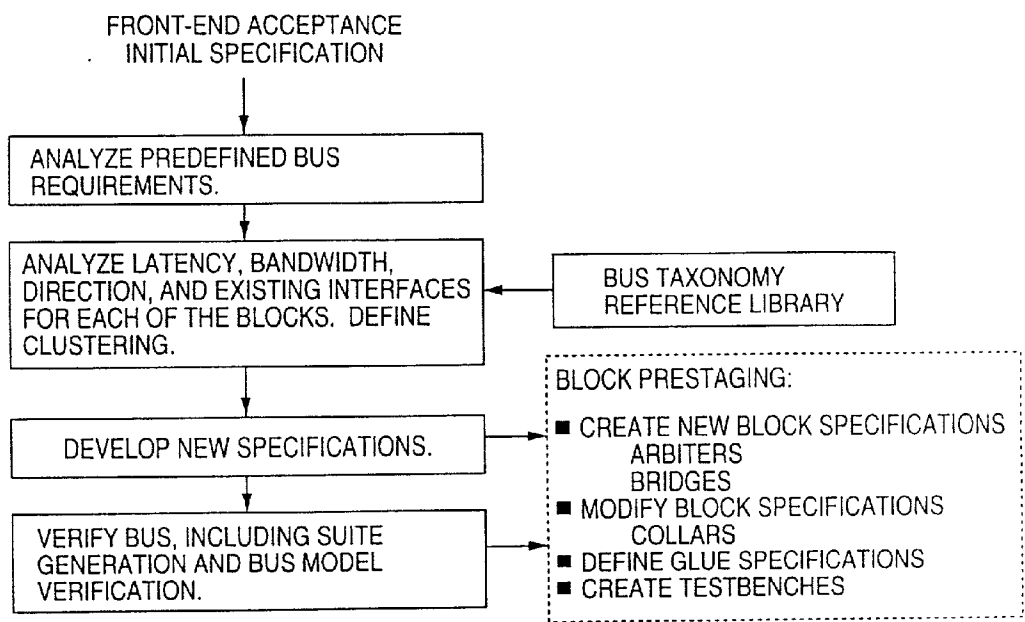 FRONT-END ACCEPTANCE
INITIAL SPECIFICATION
ANALYZE PREDEFINED BUS
REQUIREMENTS.
ANALYZE LATENCY, BANDWIDTH,
DIRECTION, AND EXISTING INTERFACES
FOR EACH OF THE BLOCKS. DEFINE
CLUSTERING.
BUS TAXONOMY
REFERENCE LIBRARY
DEVELOP NEW SPECIFICATIONS.
VERIFY BUS, INCLUDING SUITE
GENERATION AND BUS MODEL
VERIFICATION.
BLOCK PRESTAGING:
■ CREATE NEW BLOCK SPECIFICATIONS
ARBITERS
BRIDGES
■ MODIFY BLOCK SPECIFICATIONS
COLLARS
■ DEFINE GLUE SPECIFICATIONS
■ CREATE TESTBENCHES